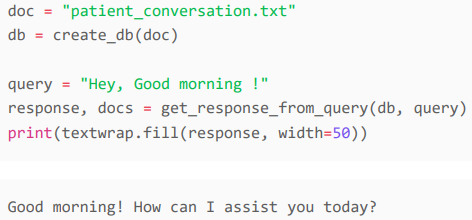 doc = "patient_conversation.txt"
db = create_db(doc)
query = "Hey, Good morning !"
response, docs = get_response_from_query(db, query)
print(textwrap.fill(response, width=50))
Good morning! How can I assist you today?